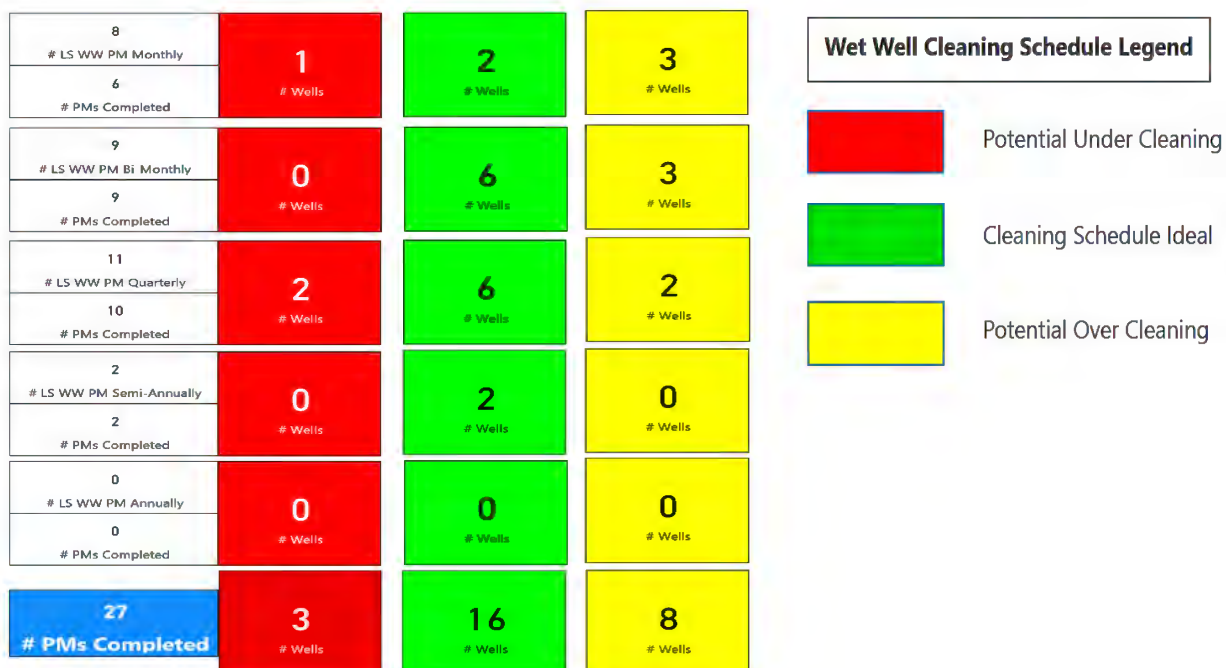 8
# LS WW PM Monthly
6
# PMs Completed
1
# Wells
2
# Wells
3
# Wells
9
# LS WW PM Bi Monthly
9
# PMs Completed
0
# Wells
6
# Wells
3
# Wells
11
# LS WW PM Quarterly
10
# PMs Completed
2
# Wells
6
# Wells
2
# Wells
2
# LS WW PM Semi-Annually
2
# PMs Completed
0
# Wells
2
# Wells
0
# Wells
0
# LS WW PM Annually
0
# PMs Completed
0
# Wells
0
# Wells
0
# Wells
27
# PMs Completed
3
# Wells
16
# Wells
8
# Wells
Wet Well Cleaning Schedule Legend
Potential Under Cleaning
Cleaning Schedule Ideal
Potential Over Cleaning